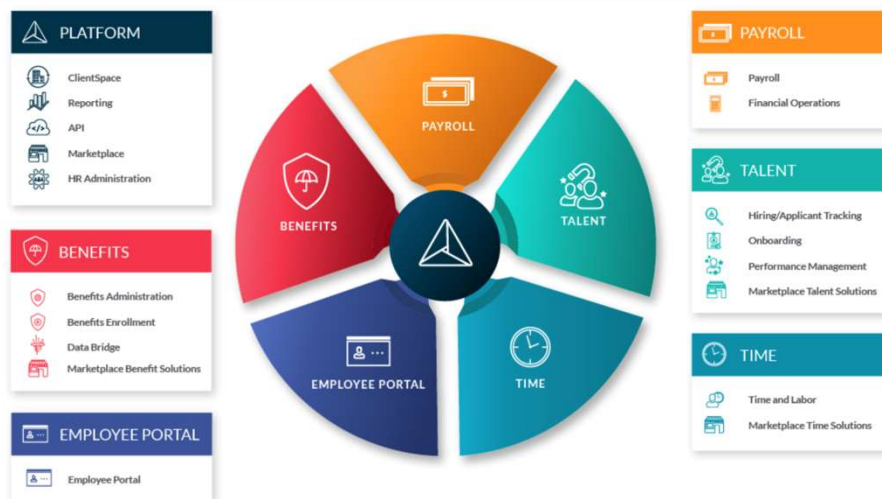 PLATFORM
ClientSpace
Reporting
API
Marketplace
HR Administration
BENEFITS
Benefits Administration
Benefits Enrollment
Data Bridge
Marketplace Benefit Solutions
EMPLOYEE PORTAL
Employee Portal
PAYROLL
BENEFITS
TALENT
EMPLOYEE PORTAL
TIME
PAYROLL
Payroll
Financial Operations
TALENT
Hiring/Applicant Tracking
Onboarding
Performance Management
Marketplace Talent Solutions
TIME
Time and Labor
Marketplace Time Solutions